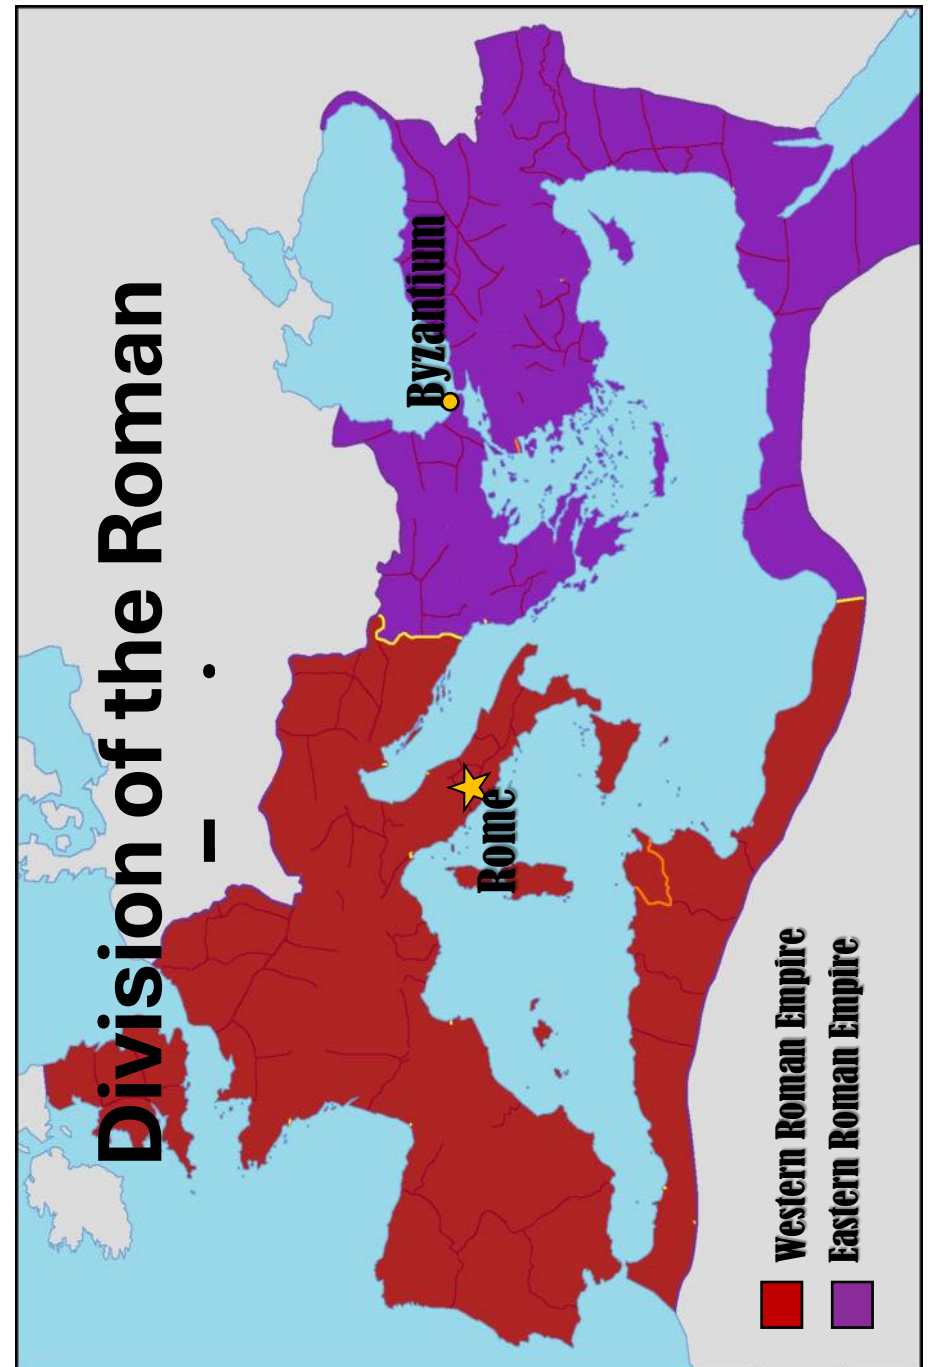 Division of the Roman
Byzantium
Rome
Western Roman Empire
Eastern Roman Empire